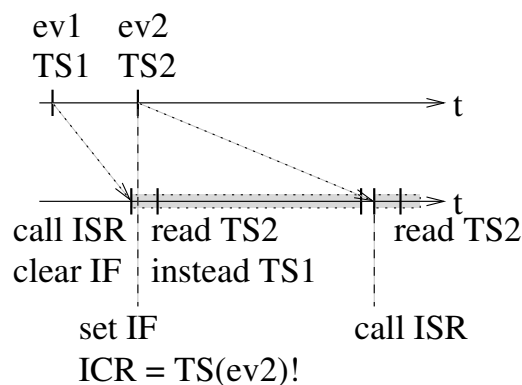 ev1 ev2
TS1 TS2
t
t
call ISR read TS2 read TS2
clear IF instead TS1
set IF call ISR
ICR = TS(ev2)!